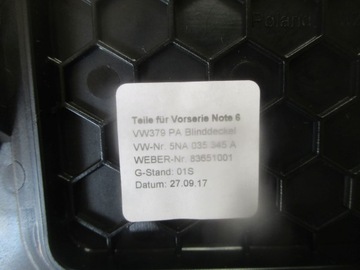 Poland
Teile für Vorserie Note 6
VW379 PA Blinddeckel
VW-Nr. 5NA 035 345 A
WEBER-Nr. 83651001
G-Stand: 01S
Datum: 27.09.17